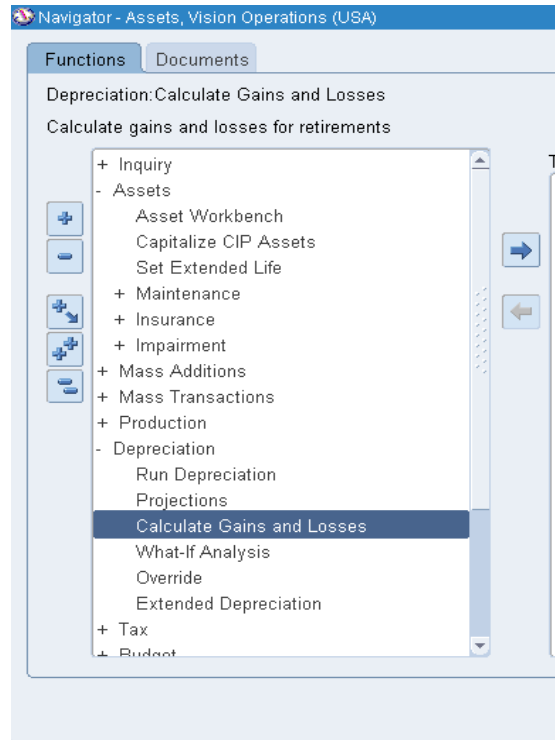 Navigator - Assets, Vision Operations (USA)
Functions Documents
Depreciation:Calculate Gains and Losses
Calculate gains and losses for retirements
+ Inquiry
- Assets
Asset Workbench
Capitalize CIP Assets
Set Extended Life
+ Maintenance
+ Insurance
+ Impairment
+ Mass Additions
+ Mass Transactions
+ Production
- Depreciation
Run Depreciation
Projections
Calculate Gains and Losses
What-If Analysis
Override
Extended Depreciation
+ Tax
+ Budget